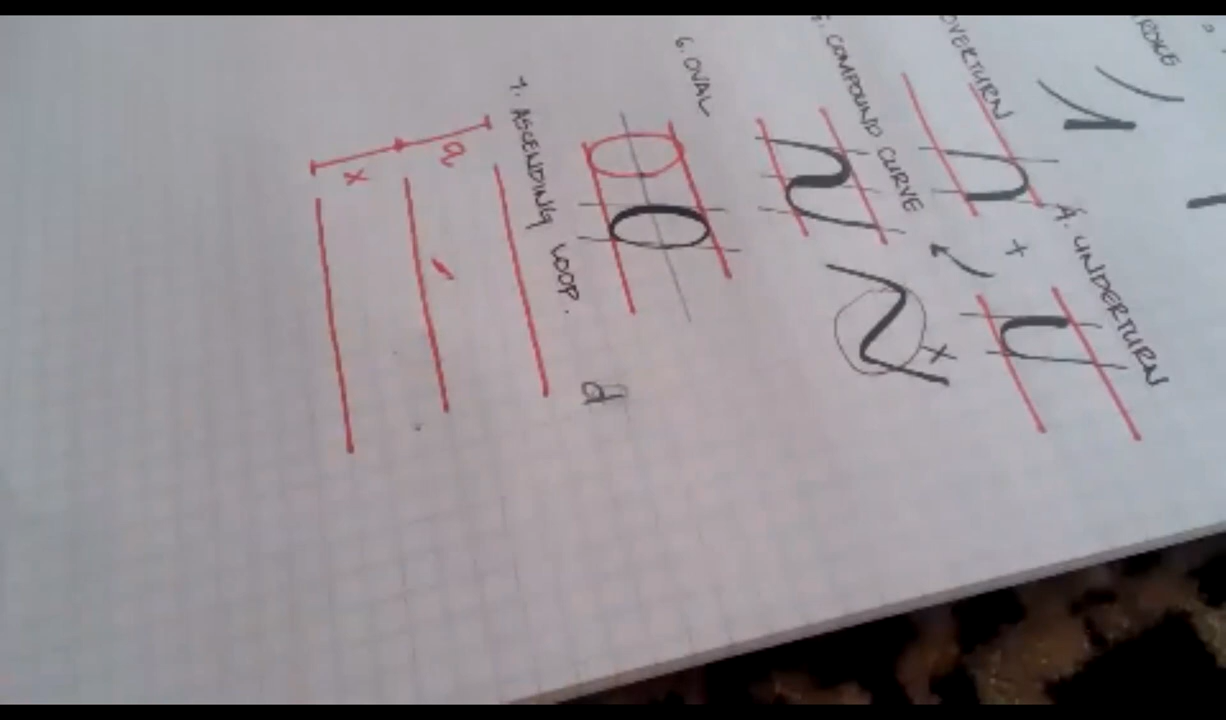 OVERTURN
+
4. UNDERTURN
COMPOUND CURVE
x
6. OVAL
7. ASCENDING LOOP.
d
a
x